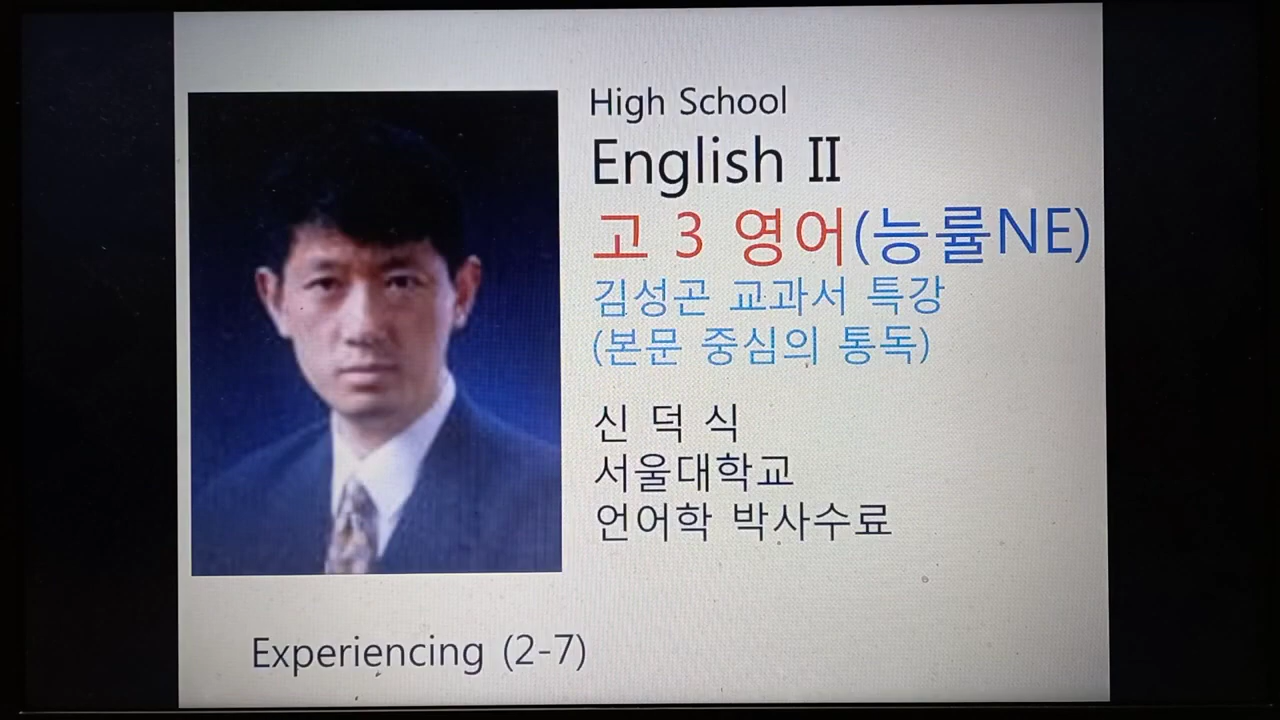 High School
English II
고 3 영어(능률NE)
김성곤 교과서 특강
(본문 중심의 통독)
신 덕 식
서울대학교
언어학 박사수료
Experiencing (2-7)